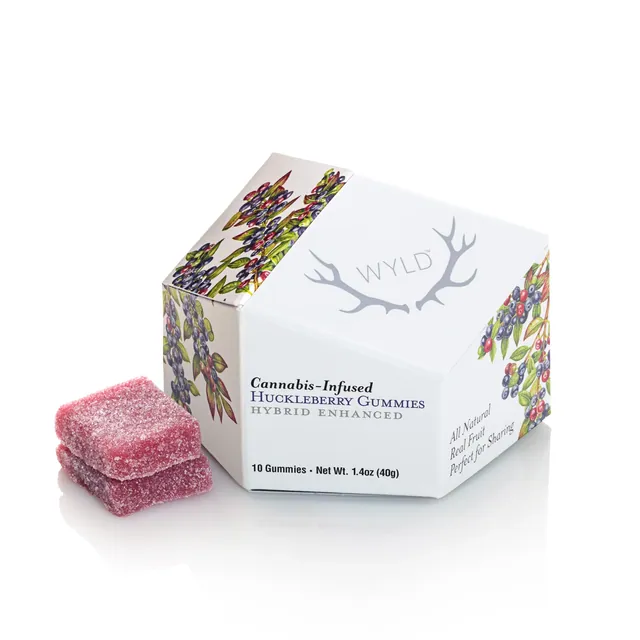 WYLD™
Cannabis-Infused
HUCKLEBERRY GUMMIES
HYBRID ENHANCED
10 Gummies • Net Wt. 1.4oz (40g)
All Natural
Real Fruit
Perfect for Sharing